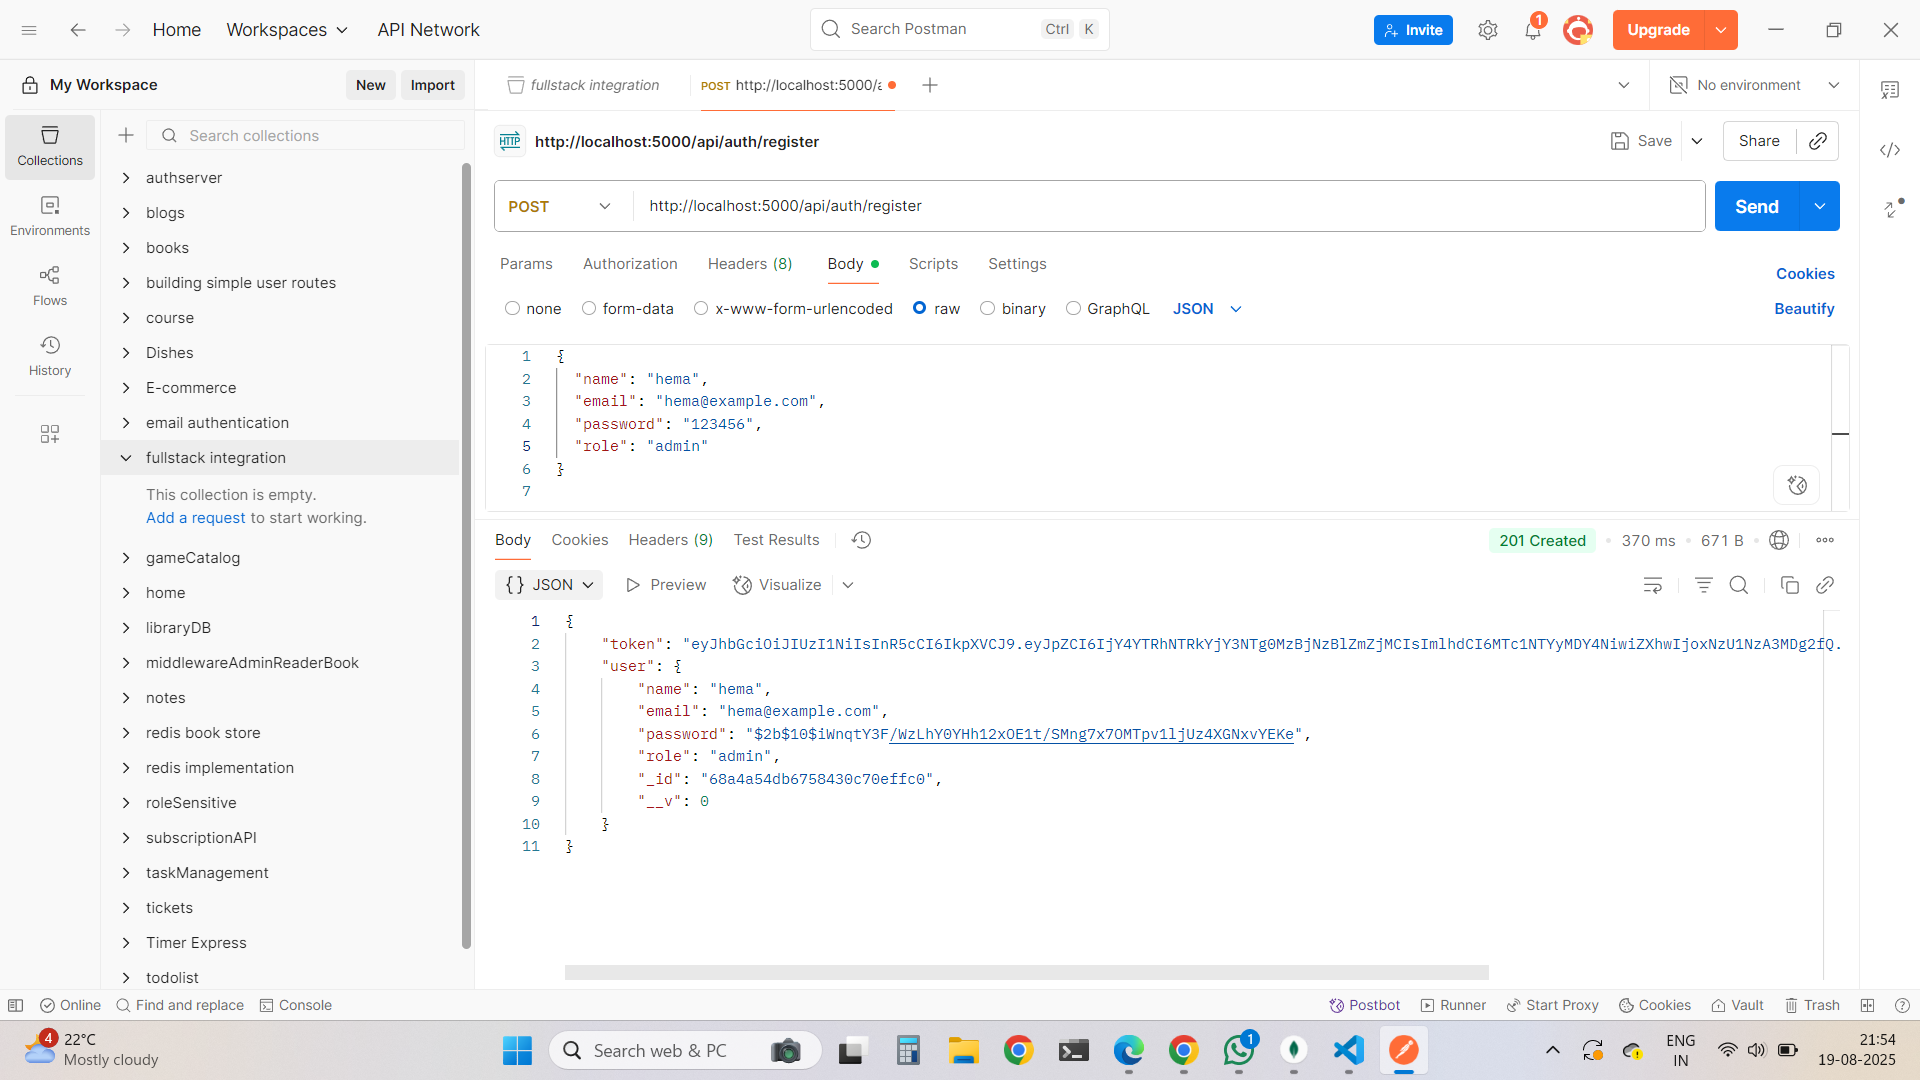 Home
Workspaces
API Network
Search Postman
Ctrl
K
Invite
1
Upgrade
My Workspace
New
Import
fullstack integration
POST http://localhost:5000/a
No environment
Collections
Environments
Flows
History
Search collections
authserver
blogs
books
building simple user routes
course
Dishes
E-commerce
email authentication
fullstack integration
This collection is empty.
Add a request to start working.
gameCatalog
home
libraryDB
middlewareAdminReaderBook
notes
redis book store
redis implementation
roleSensitive
subscriptionAPI
taskManagement
tickets
Timer Express
todolist
HTTP
http://localhost:5000/api/auth/register
Save
Share
POST
http://localhost:5000/api/auth/register
Send
Params
Authorization
Headers (8)
Body
Scripts
Settings
Cookies
none
form-data
x-www-form-urlencoded
raw
binary
GraphQL
JSON
Beautify
1 {
2 "name": "hema",
3 "email": "hema@example.com",
4 "password": "123456",
5 "role": "admin"
6 }
7
Body
Cookies
Headers (9)
Test Results
201 Created
370 ms
671 B
{} JSON
Preview
Visualize
1 {
2 "token": "eyJhbGciOiJIUzI1NiIsInR5cCI6IkpXVCJ9.eyJpZCI6IjY4YTRhNTRkYjY3NTg0MzBjNzBlZmZjMCIsImlhdCI6MTc1NTYyMDY4NiwiZXhwIjoxNzU1NzA3MDg2fQ.
3 "user": {
4 "name": "hema",
5 "email": "hema@example.com",
6 "password": "$2b$10$iWnqtY3F/WzLhY0YHh12xOE1t/SMng7x7OMTpv1ljUz4XGNxvYEKe",
7 "role": "admin",
8 "_id": "68a4a54db6758430c70effc0",
9 "__v": 0
10 }
11 }
Online
Find and replace
Console
Postbot
Runner
Start Proxy
Cookies
Vault
Trash
4
22°C
Mostly cloudy
Search web & PC
1
ENG
IN
21:54
19-08-2025